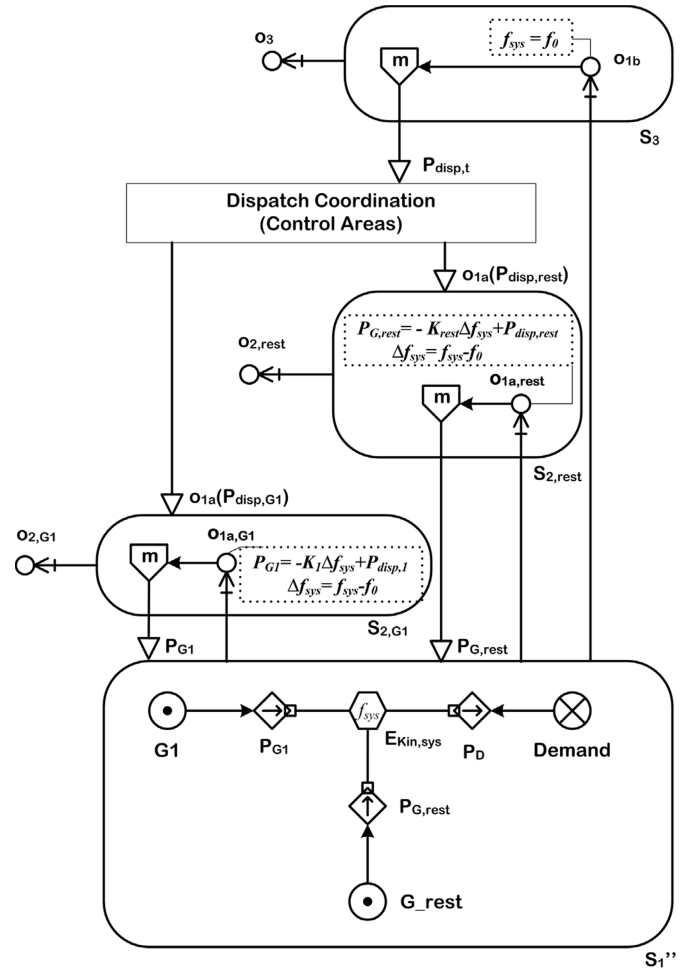 o3
fsys = f0
m
o1b
S3
Pdisp,t
Dispatch Coordination
(Control Areas)
o1a(Pdisp,rest)
PG,rest= - KrestΔfsys+Pdisp,rest
Δfsys= fsys-f0
o2,rest
m
o1a,rest
S2,rest
o1a(Pdisp,G1)
o2,G1
o1a,G1
m
PG1= -K1Δfsys+Pdisp,1
Δfsys= fsys-f0
S2,G1
PG1
PG,rest
fsys
G1
PG1
EKin,sys
PD
Demand
PG,rest
G_rest
S1’’